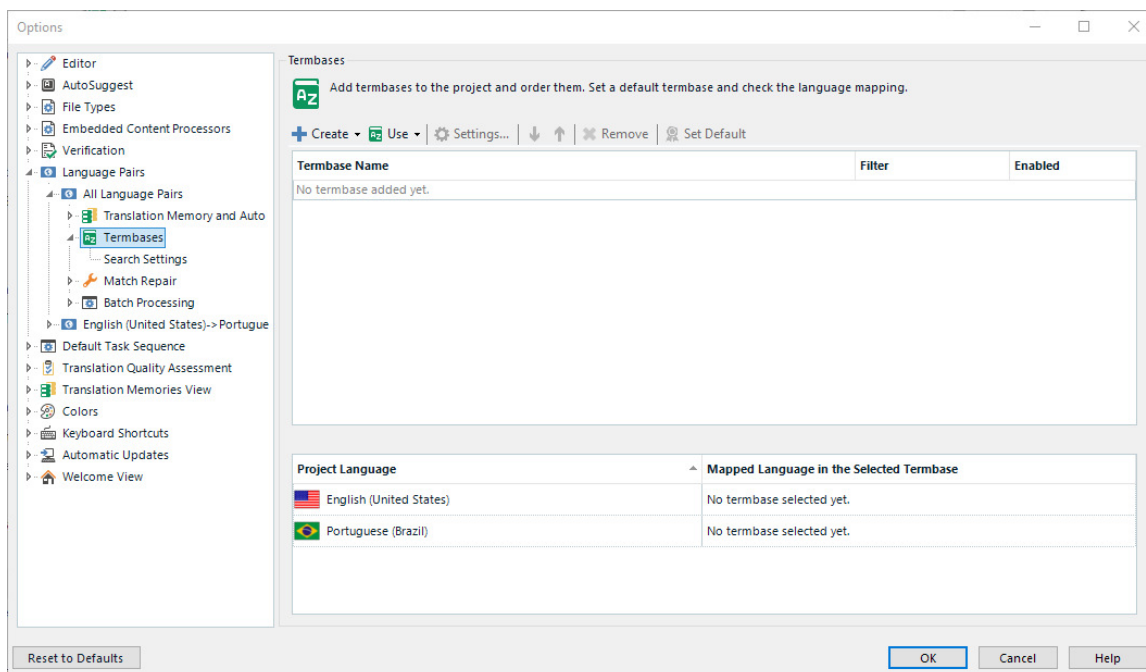 Options
Editor
AutoSuggest
File Types
Embedded Content Processors
Verification
Language Pairs
All Language Pairs
Translation Memory and Auto
Termbases
Search Settings
Match Repair
Batch Processing
English (United States)->Portugue
Default Task Sequence
Translation Quality Assessment
Translation Memories View
Colors
Keyboard Shortcuts
Automatic Updates
Welcome View
Termbases
Add termbases to the project and order them. Set a default termbase and check the language mapping.
Create Use Settings... Remove Set Default
Termbase Name Filter Enabled
No termbase added yet.
Project Language Mapped Language in the Selected Termbase
English (United States) No termbase selected yet.
Portuguese (Brazil) No termbase selected yet.
Reset to Defaults OK Cancel Help